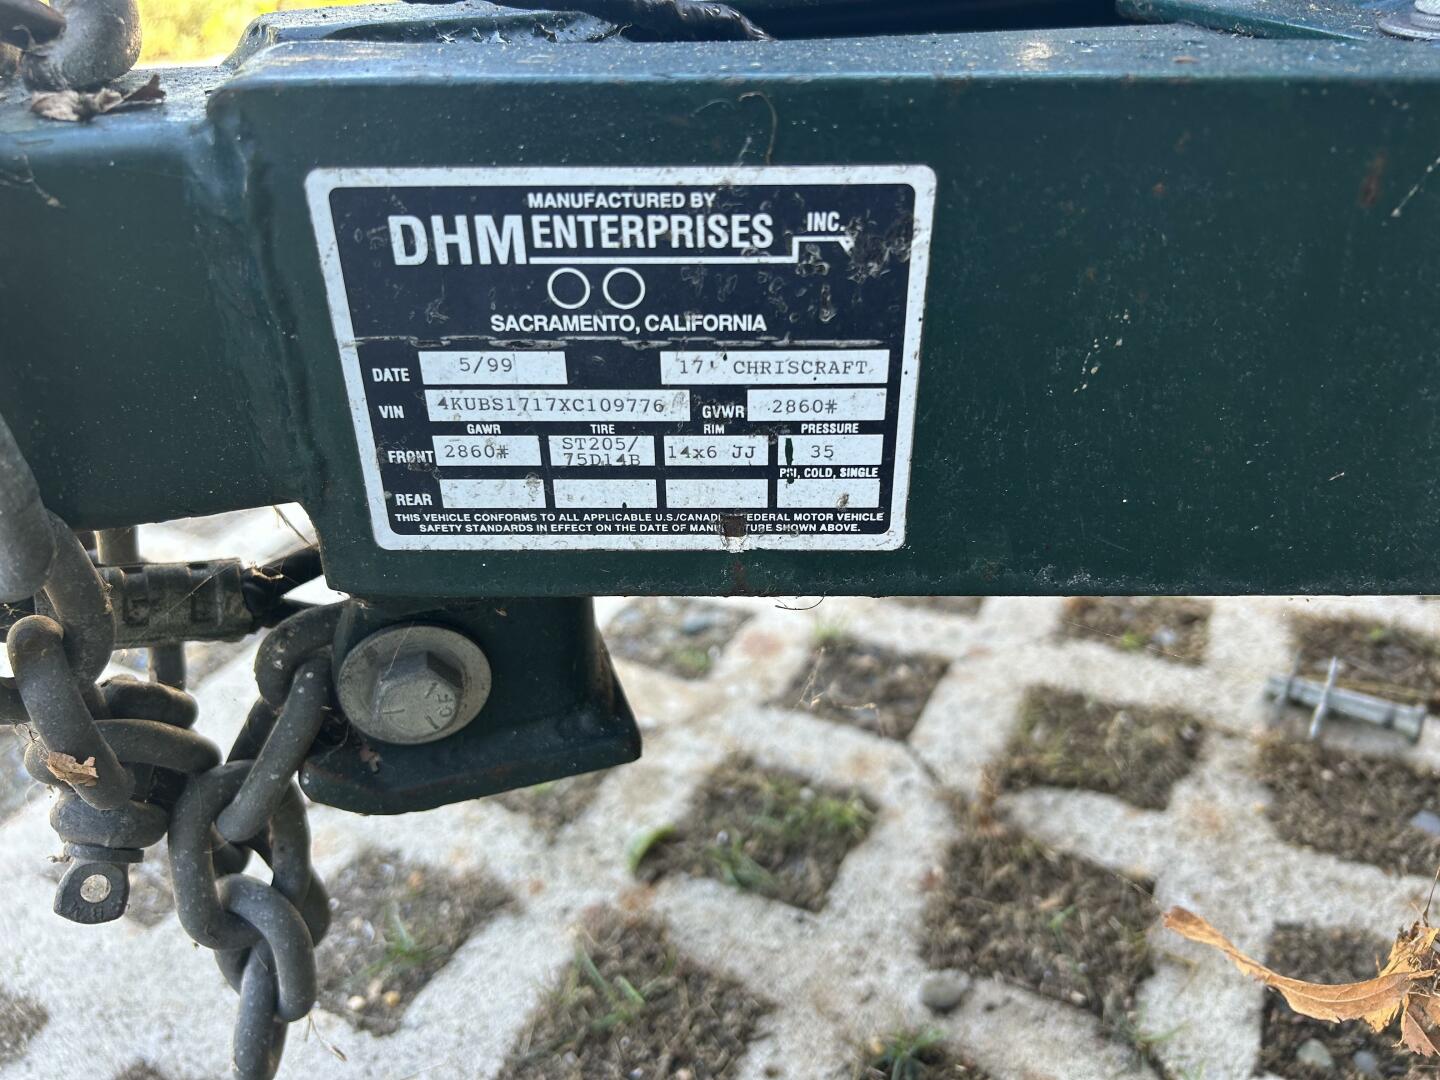 MANUFACTURED BY
DHM ENTERPRISES INC.
SACRAMENTO, CALIFORNIA
DATE 5/99 17' CHRISCRAFT
VIN 4KUBS1717XC109776 GVWR 2860#
GAWR TIRE RIM PRESSURE
FRONT 2860# ST205/75D14B 14x6 JJ 35
PSI, COLD, SINGLE
REAR
THIS VEHICLE CONFORMS TO ALL APPLICABLE U.S./CANADA FEDERAL MOTOR VEHICLE
SAFETY STANDARDS IN EFFECT ON THE DATE OF MANUFACTURE SHOWN ABOVE.